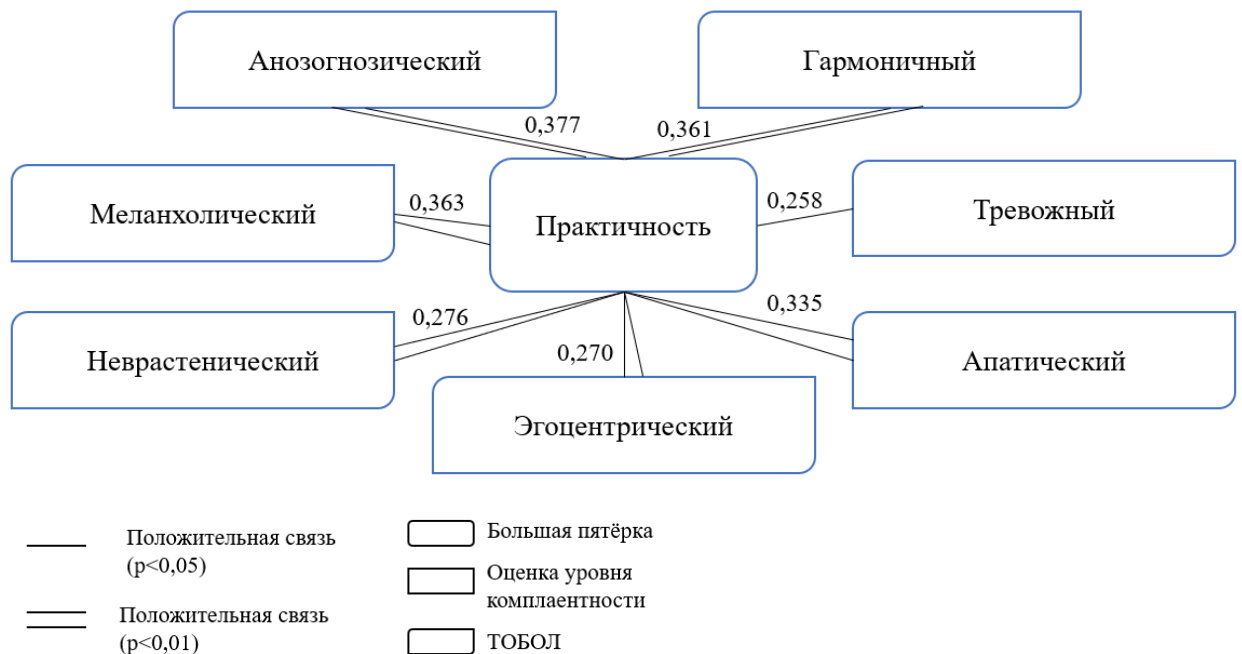 Анозогнозический
Гармоничный
0,377
0,361
Меланхолический
0,363
Практичность
0,258
Тревожный
Неврастенический
0,276
0,270
0,335
Апатический
Эгоцентрический
Положительная связь
(p<0,05)
Положительная связь
(p<0,01)
Большая пятёрка
Оценка уровня
комплаентности
ТОБОЛ